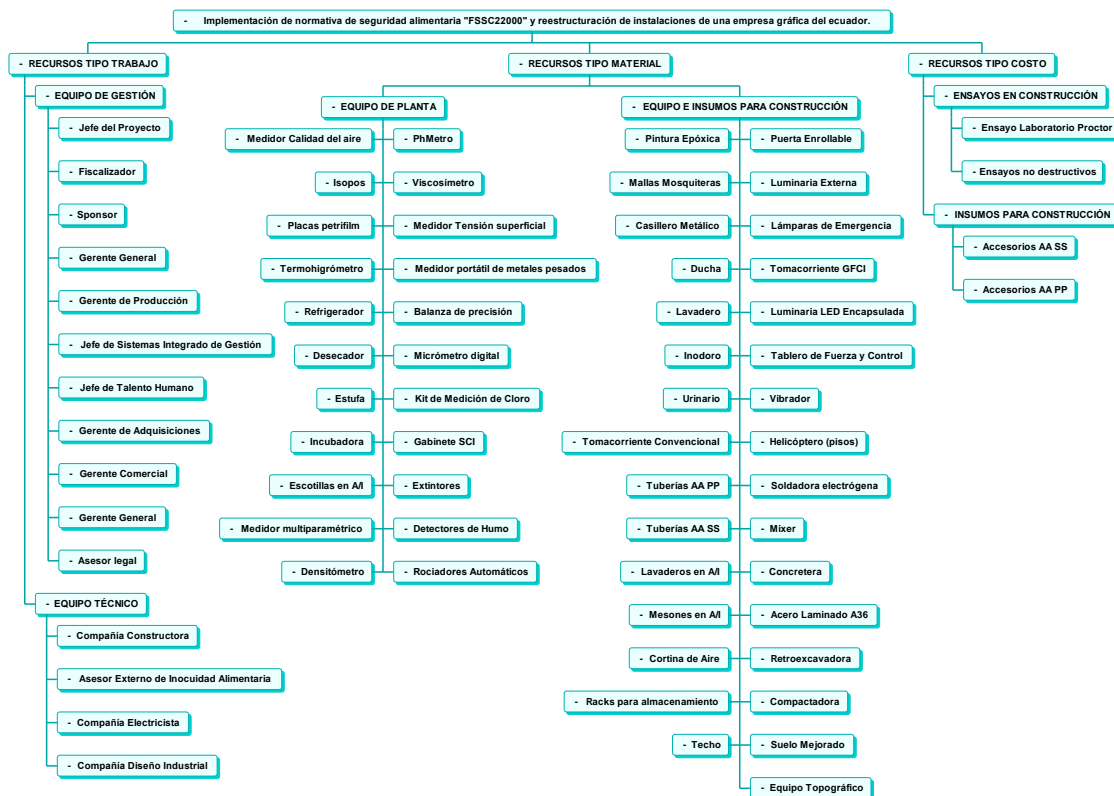 - Implementación de normativa de seguridad alimentaria "FSSC22000" y reestructuración de instalaciones de una empresa gráfica del ecuador.
- RECURSOS TIPO TRABAJO
- EQUIPO DE GESTIÓN
- Jefe del Proyecto
- Fiscalizador
- Sponsor
- Gerente General
- Gerente de Producción
- Jefe de Sistemas Integrado de Gestión
- Jefe de Talento Humano
- Gerente de Adquisiciones
- Gerente Comercial
- Gerente General
- Asesor legal
- EQUIPO TÉCNICO
- Compañía Constructora
- Asesor Externo de Inocuidad Alimentaria
- Compañía Electricista
- Compañía Diseño Industrial
- RECURSOS TIPO MATERIAL
- EQUIPO DE PLANTA
- Medidor Calidad del aire
- PhMetro
- Isopos
- Viscosímetro
- Placas petrifilm
- Medidor Tensión superficial
- Termohigrómetro
- Medidor portátil de metales pesados
- Refrigerador
- Balanza de precisión
- Desecador
- Micrómetro digital
- Estufa
- Kit de Medición de Cloro
- Incubadora
- Gabinete SCI
- Escotillas en A/I
- Extintores
- Medidor multiparamétrico
- Detectores de Humo
- Densitómetro
- Rociadores Automáticos
- EQUIPO E INSUMOS PARA CONSTRUCCIÓN
- Pintura Epóxica
- Puerta Enrollable
- Mallas Mosquiteras
- Luminaria Externa
- Casillero Metálico
- Lámparas de Emergencia
- Ducha
- Tomacorriente GFCI
- Lavadero
- Luminaria LED Encapsulada
- Inodoro
- Tablero de Fuerza y Control
- Urinario
- Vibrador
- Tomacorriente Convencional
- Helicóptero (pisos)
- Tuberías AA PP
- Soldadora electrógena
- Tuberías AA SS
- Mixer
- Lavaderos en A/I
- Concretera
- Mesones en A/I
- Acero Laminado A36
- Cortina de Aire
- Retroexcavadora
- Racks para almacenamiento
- Compactadora
- Techo
- Suelo Mejorado
- Equipo Topográfico
- RECURSOS TIPO COSTO
- ENSAYOS EN CONSTRUCCIÓN
- Ensayo Laboratorio Proctor
- Ensayos no destructivos
- INSUMOS PARA CONSTRUCCIÓN
- Accesorios AA SS
- Accesorios AA PP